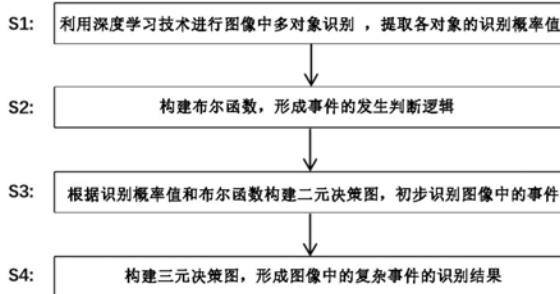 S1: 利用深度学习技术进行图像中多对象识别 ，提取各对象的识别概率值
S2: 构建布尔函数，形成事件的发生判断逻辑
S3: 根据识别概率值和布尔函数构建二元决策图，初步识别图像中的事件
S4: 构建三元决策图，形成图像中的复杂事件的识别结果